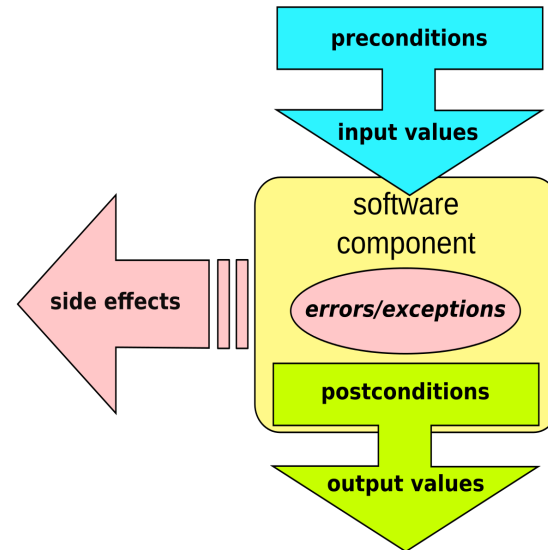 preconditions
input values
software
component
side effects
errors/exceptions
postconditions
output values